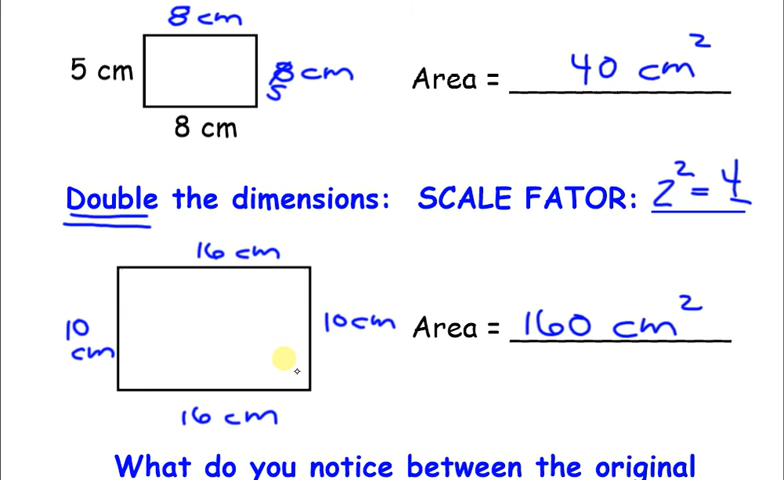 8 cm
5 cm
5 cm
Area = 40 cm²
8 cm
Double the dimensions: SCALE FATOR: 2² = 4
16 cm
10 cm
10 cm
Area = 160 cm²
16 cm
What do you notice between the original